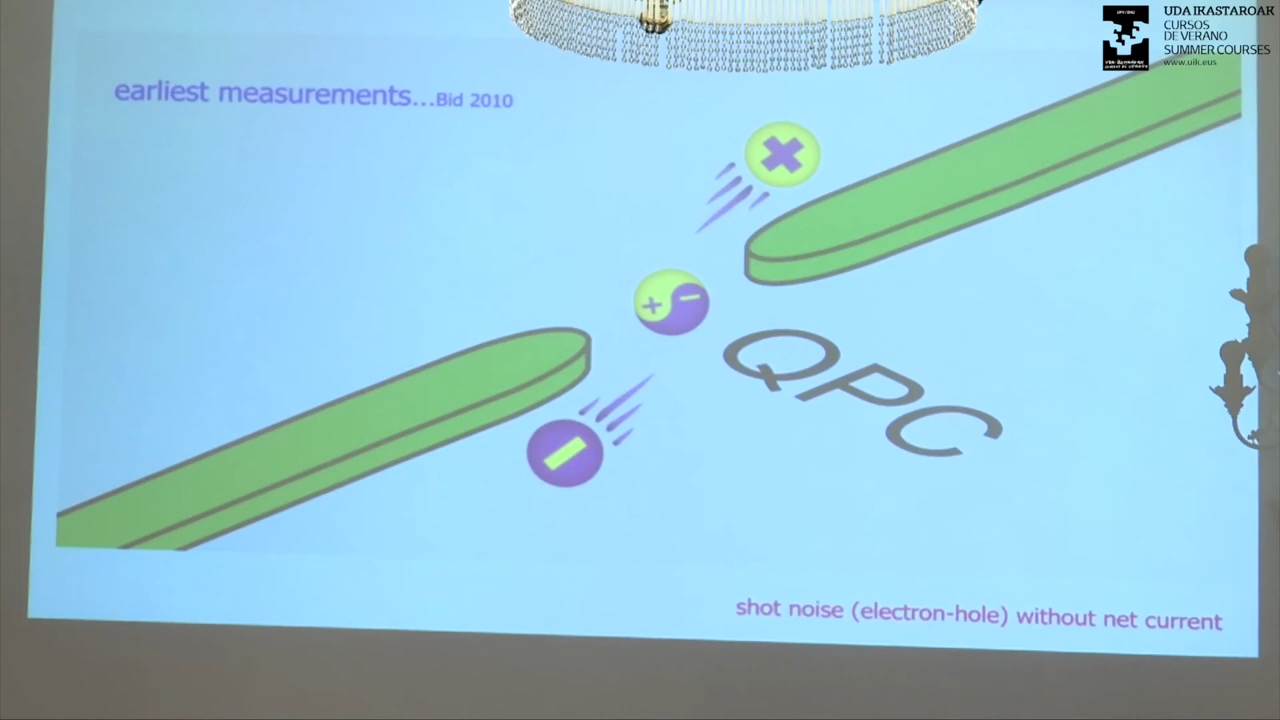 UDA IKASTAROAK
CURSOS
DE VERANO
SUMMER COURSES
www.uik.eus
earliest measurements...Bid 2010
+ −
QPC
shot noise (electron-hole) without net current